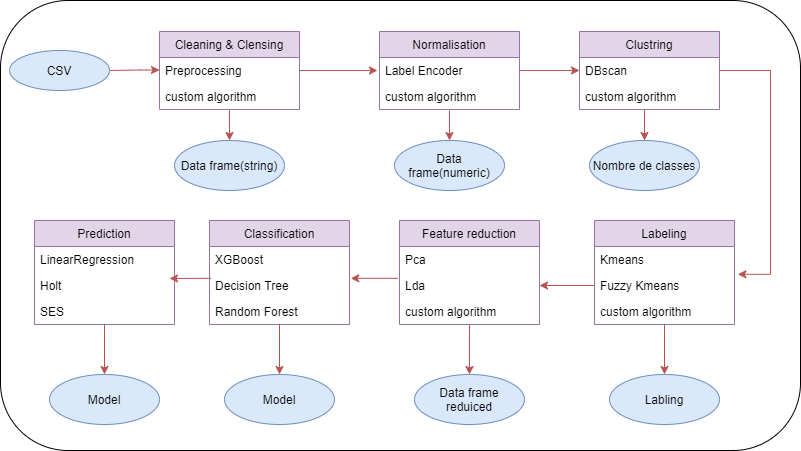 CSV
Cleaning & Clensing
Preprocessing
custom algorithm
Normalisation
Label Encoder
custom algorithm
Clustring
DBscan
custom algorithm
Data frame(string)
Data
frame(numeric)
Nombre de classes
Prediction
LinearRegression
Holt
SES
Classification
XGBoost
Decision Tree
Random Forest
Feature reduction
Pca
Lda
custom algorithm
Labeling
Kmeans
Fuzzy Kmeans
custom algorithm
Model
Model
Data frame
reduiced
Labling